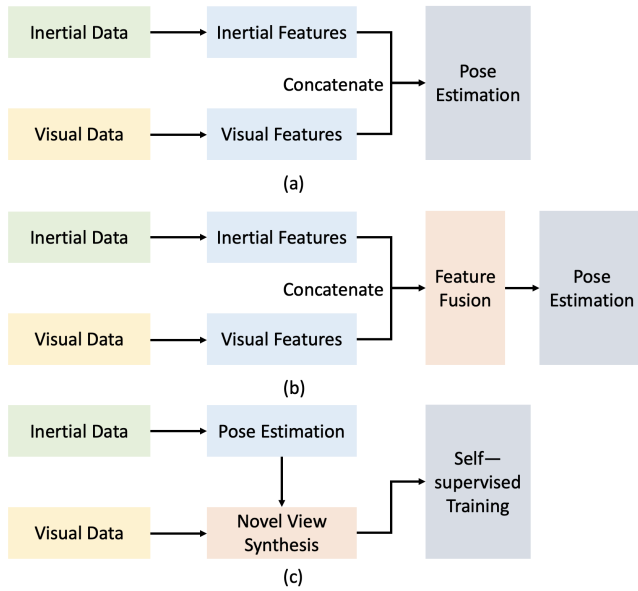 Inertial Data
Inertial Features
Concatenate
Pose
Estimation
Visual Data
Visual Features
(a)
Inertial Data
Inertial Features
Concatenate
Feature
Fusion
Pose
Estimation
Visual Data
Visual Features
(b)
Inertial Data
Pose Estimation
Self—
supervised
Training
Visual Data
Novel View
Synthesis
(c)